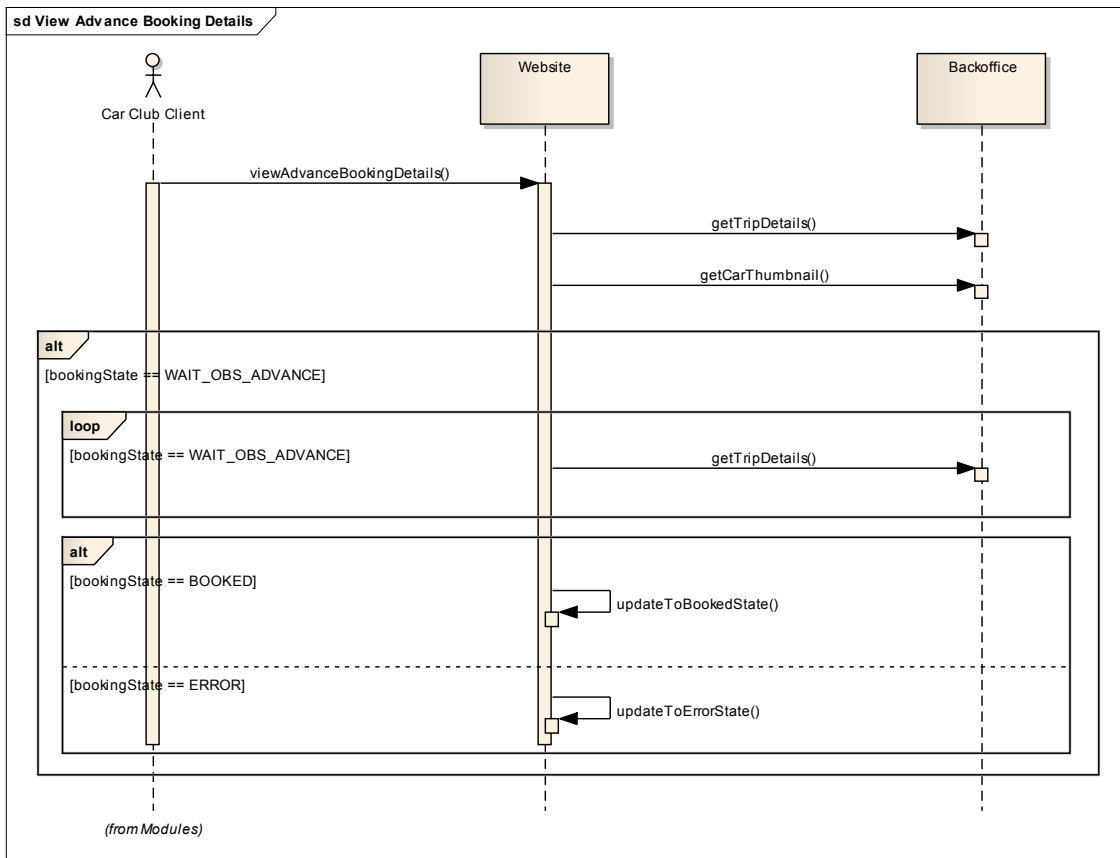 sd View Advance Booking Details
Car Club Client
Website
Backoffice
viewAdvanceBookingDetails()
getTripDetails()
getCarThumbnail()
alt
[bookingState == WAIT_OBS_ADVANCE]
loop
[bookingState == WAIT_OBS_ADVANCE]
getTripDetails()
alt
[bookingState == BOOKED]
updateToBookedState()
[bookingState == ERROR]
updateToErrorState()
(from Modules)